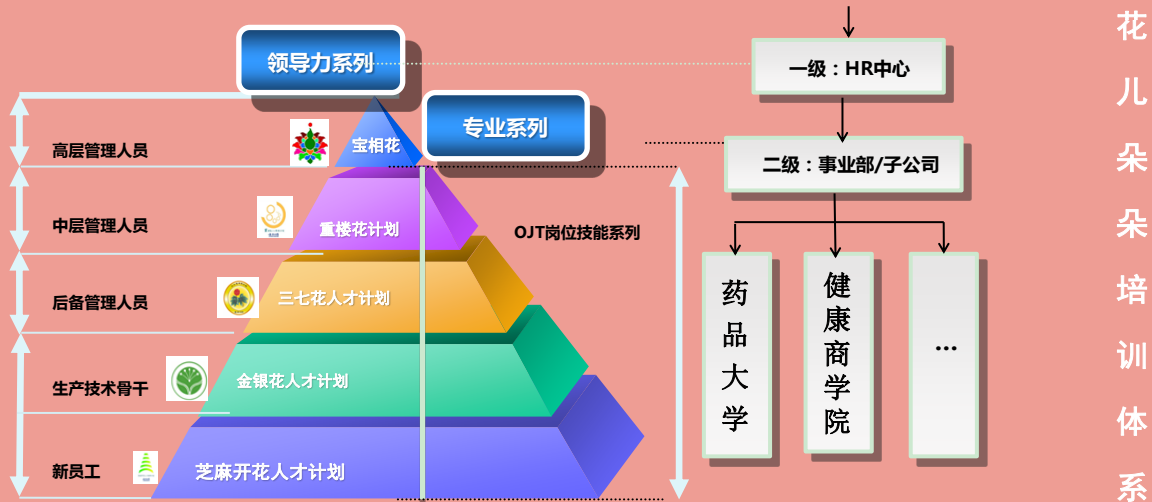 领导力系列
专业系列
高层管理人员
宝相花
中层管理人员
重楼花计划
OJT岗位技能系列
后备管理人员
三七花人才计划
生产技术骨干
金银花人才计划
新员工
芝麻开花人才计划
一级：HR中心
二级：事业部/子公司
药品大学
健康商学院
...
花儿朵朵培训体系